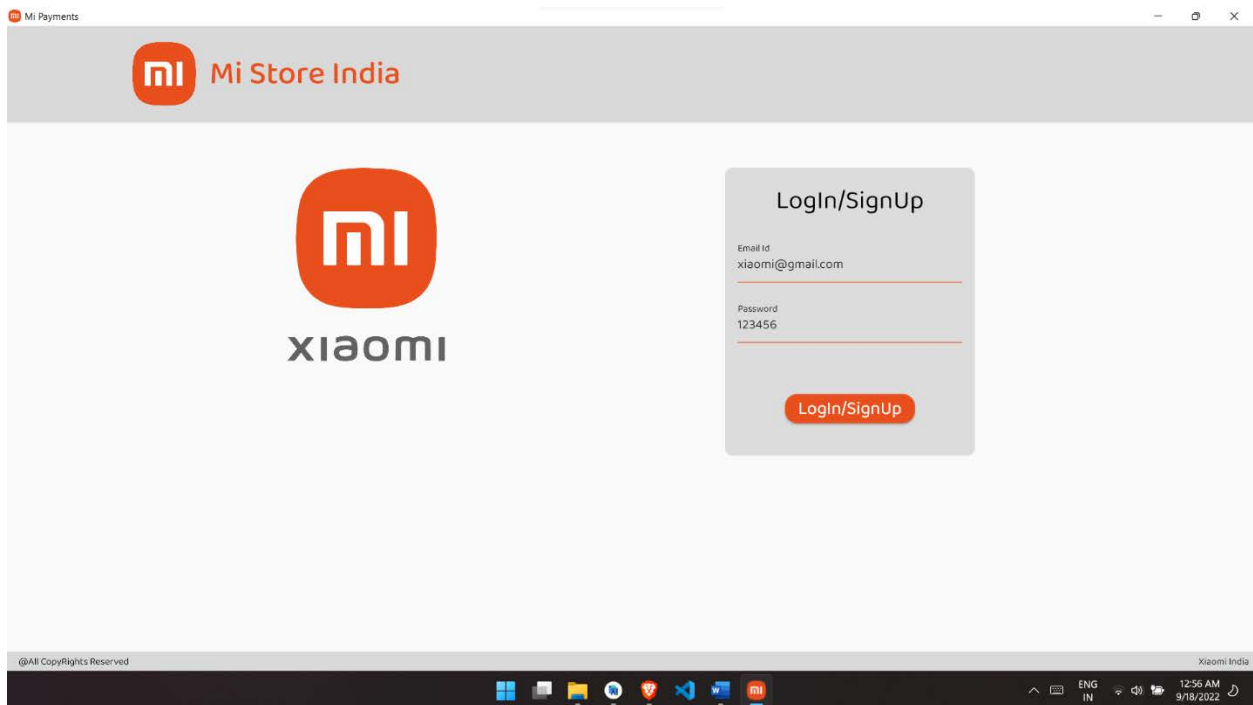 Mi Payments
Mi Store India
xiaomi
LogIn/SignUp
Email Id
xiaomi@gmail.com
Password
123456
LogIn/SignUp
@All CopyRights Reserved
Xiaomi India
ENG
IN
12:56 AM
9/18/2022